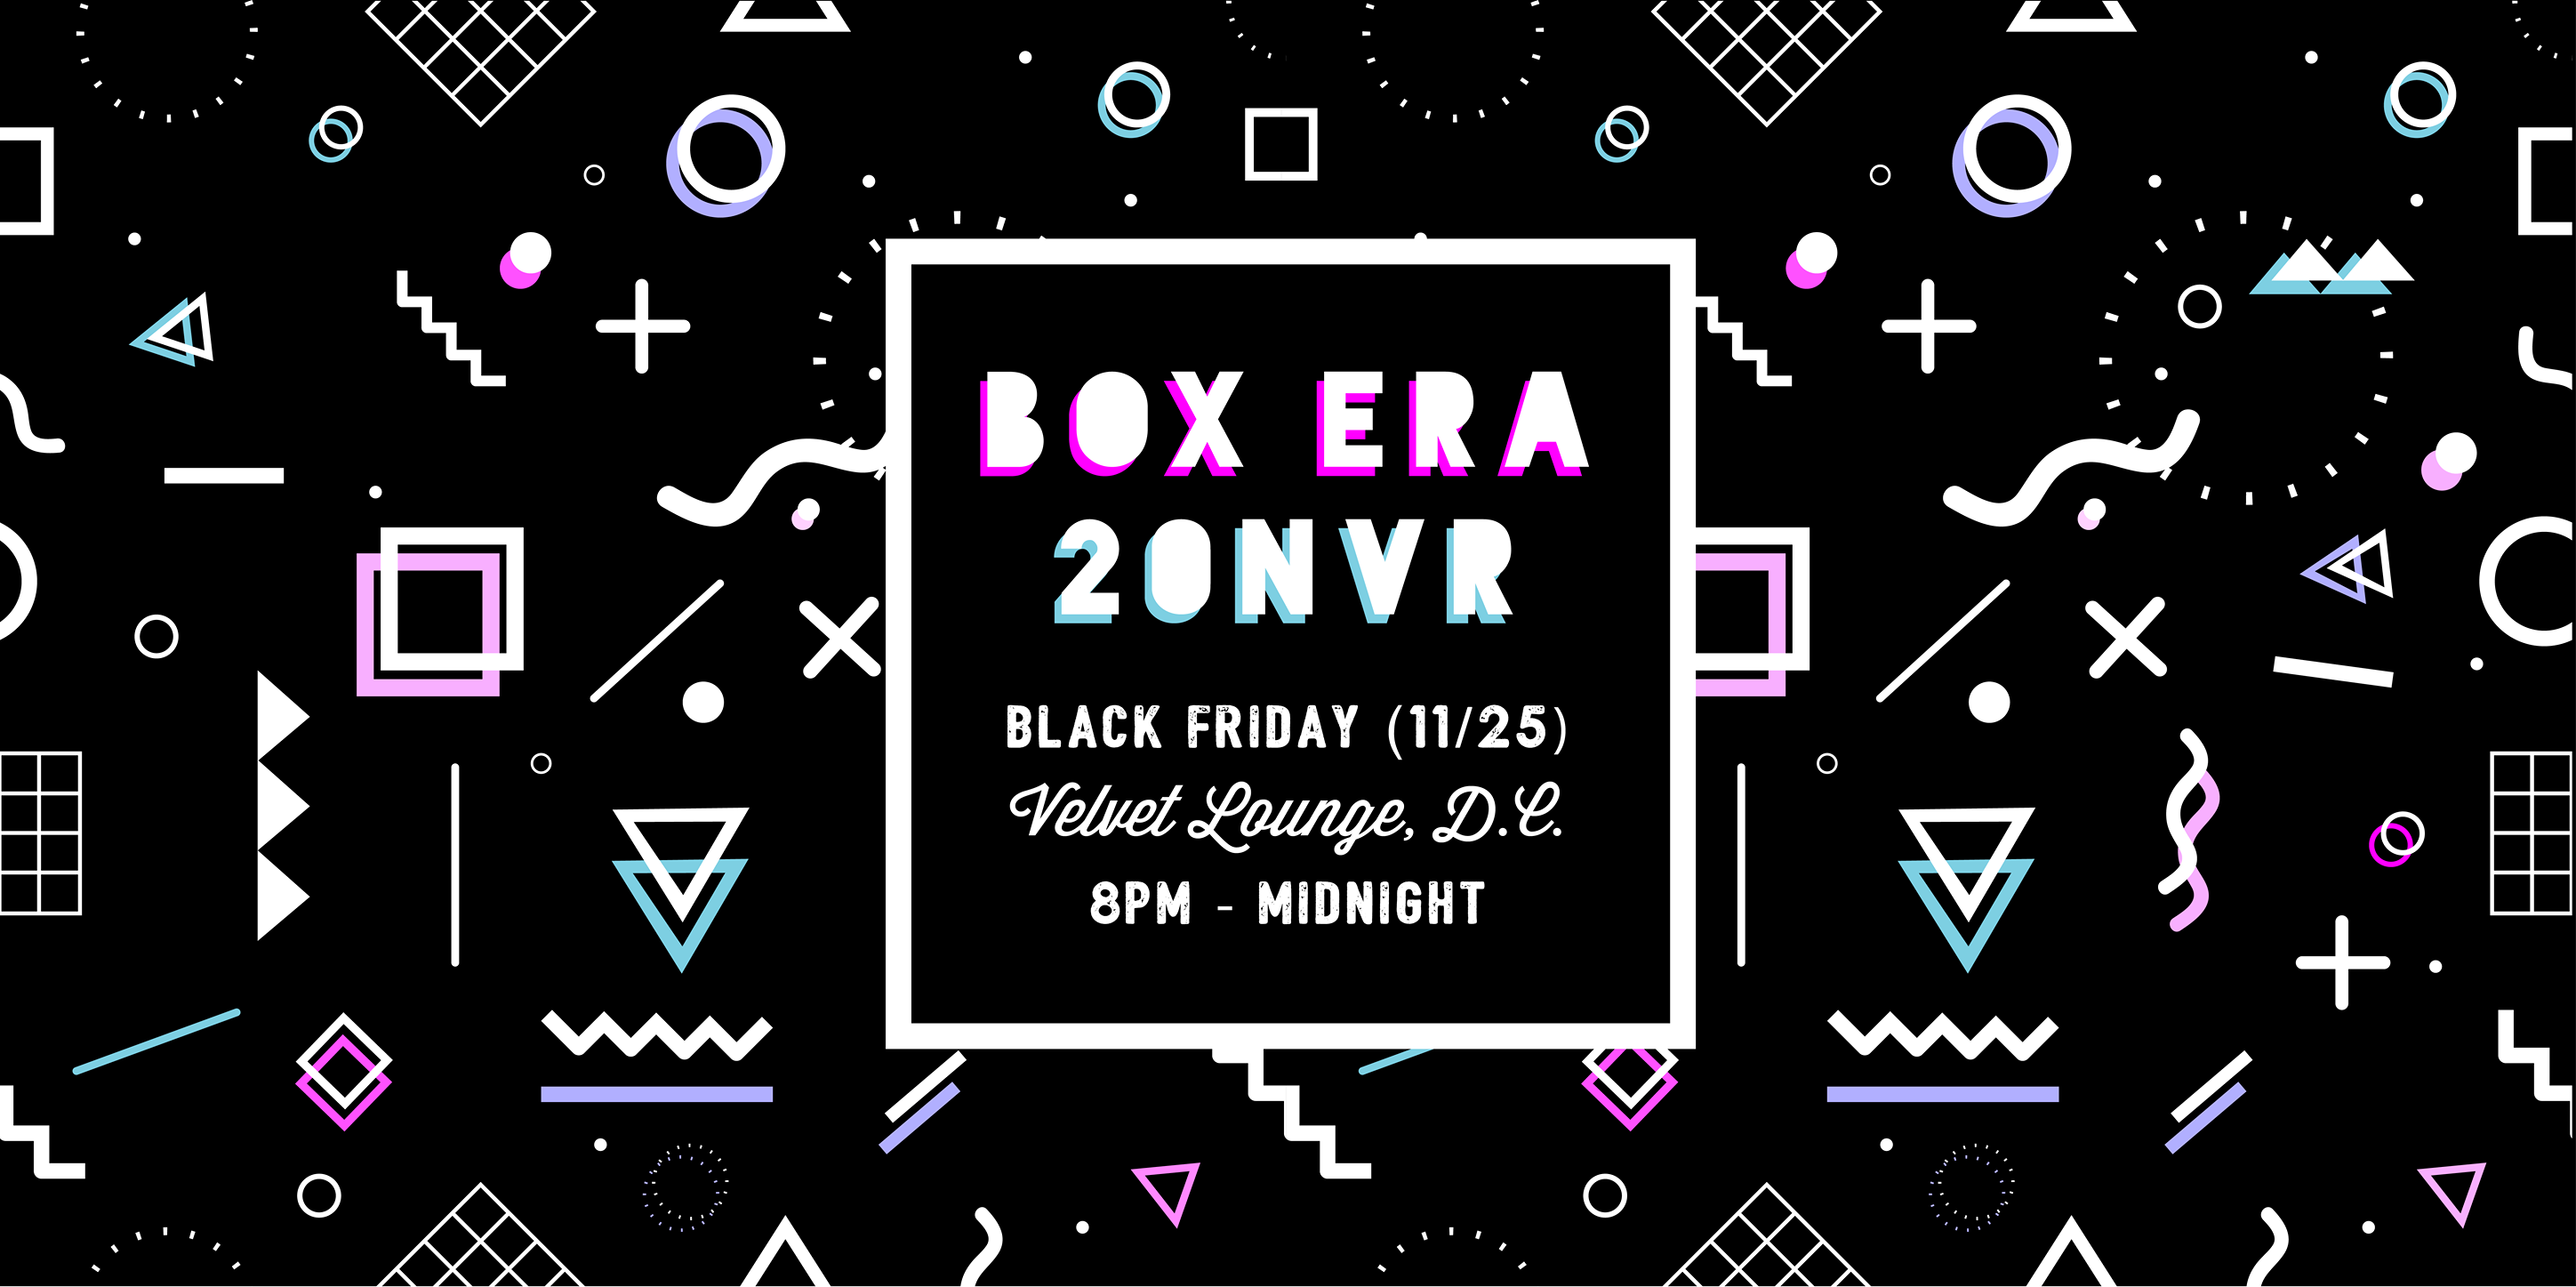 BOX ERA
20NVR
BLACK FRIDAY (11/25)
Velvet Lounge, D.C.
8PM - MIDNIGHT